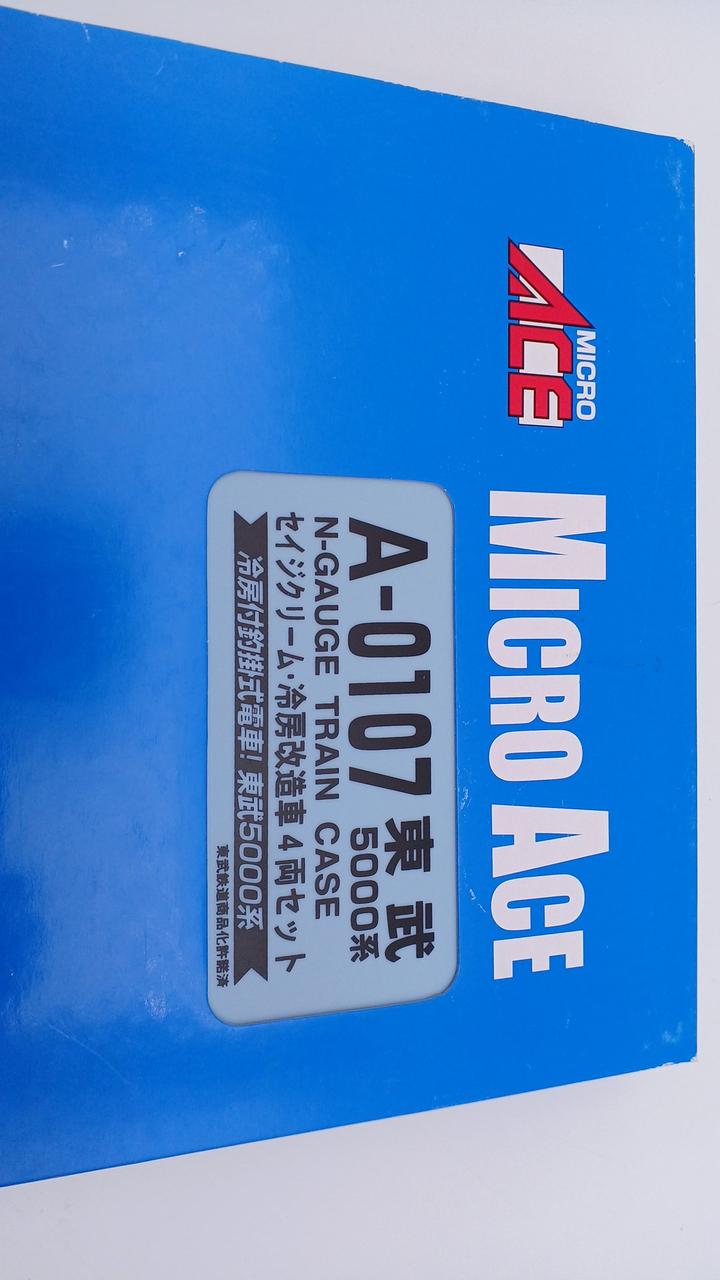 MICRO
ACE
MICRO ACE
A-0107 東武
5000系
N-GAUGE TRAIN CASE
セイジクリーム・冷房改造車4両セット
冷房付釣掛式電車! 東武5000系
東武鉄道商品化許諾済